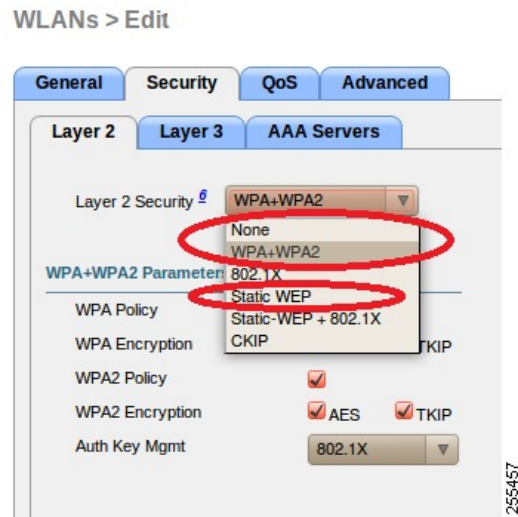 WLANs > Edit
General Security QoS Advanced
Layer 2 Layer 3 AAA Servers
Layer 2 Security 6 WPA+WPA2
None
WPA+WPA2
802.1X
Static WEP
Static-WEP + 802.1X
CKIP
WPA+WPA2 Parameters
WPA Policy
WPA Encryption TKIP
WPA2 Policy
WPA2 Encryption AES TKIP
Auth Key Mgmt 802.1X
255457